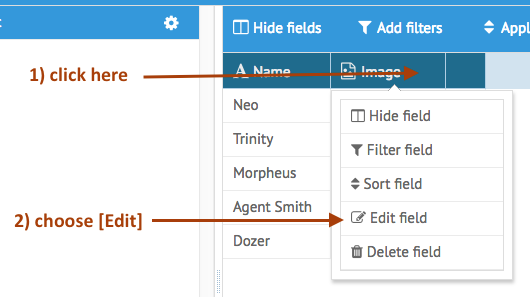 Hide fields Add filters Appl
1) click here
Name Image
Neo
Hide field
Trinity
Filter field
Morpheus
Sort field
Agent Smith
2) choose [Edit]
Edit field
Dozer
Delete field